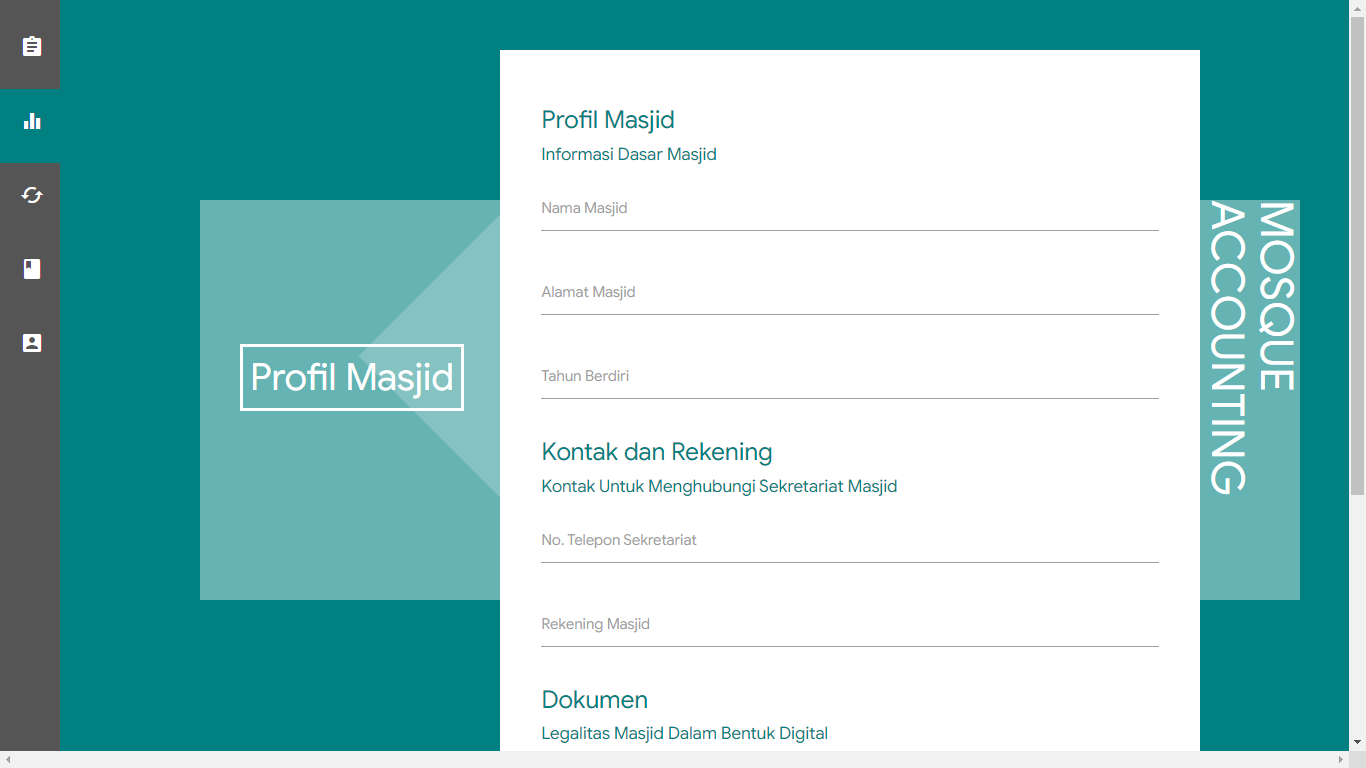 Profil Masjid
Profil Masjid
Informasi Dasar Masjid
Nama Masjid
Alamat Masjid
Tahun Berdiri
Kontak dan Rekening
Kontak Untuk Menghubungi Sekretariat Masjid
No. Telepon Sekretariat
Rekening Masjid
Dokumen
Legalitas Masjid Dalam Bentuk Digital
MOSQUE
ACCOUNTING